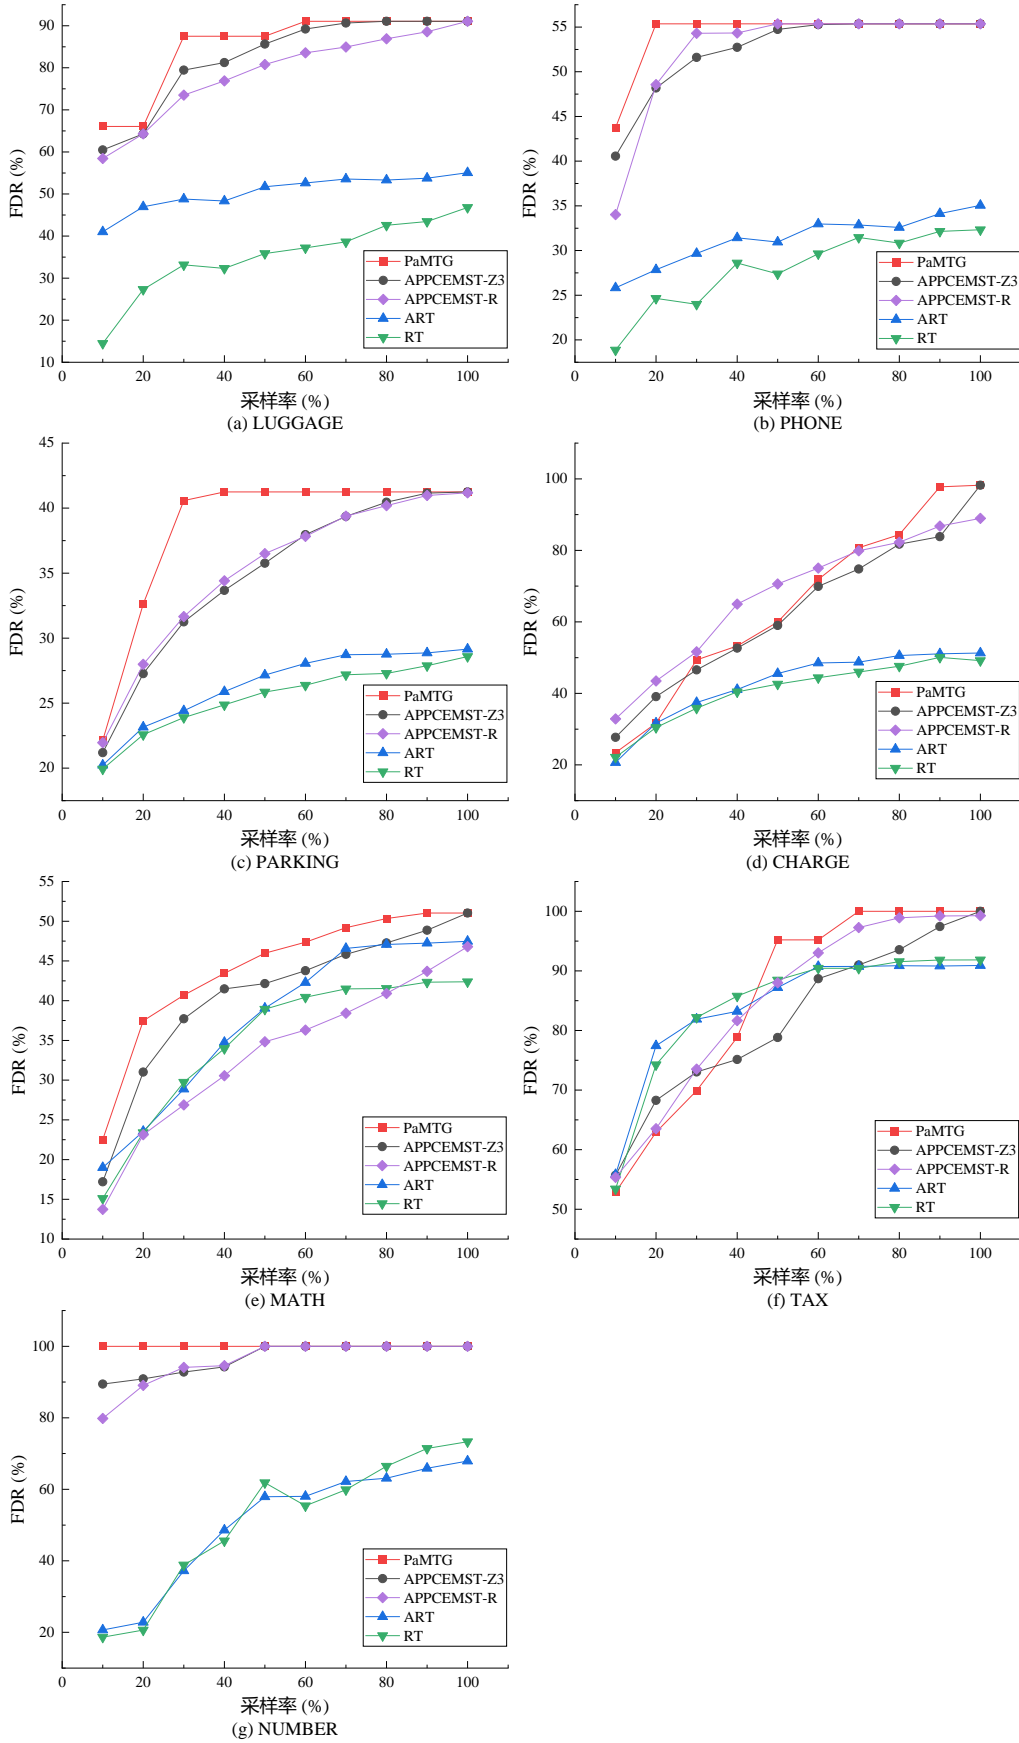 90
80
70
60
50
40
30
20
10
FDR (%)
0
20
40
60
80
100
PaMTG
APPCEMST-Z3
APPCEMST-R
ART
RT
采样率 (%)
(a) LUGGAGE
55
50
45
40
35
30
25
20
FDR (%)
0
20
40
60
80
100
PaMTG
APPCEMST-Z3
APPCEMST-R
ART
RT
采样率 (%)
(b) PHONE
45
40
35
30
25
20
FDR (%)
0
20
40
60
80
100
PaMTG
APPCEMST-Z3
APPCEMST-R
ART
RT
采样率 (%)
(c) PARKING
100
80
60
40
20
FDR (%)
0
20
40
60
80
100
PaMTG
APPCEMST-Z3
APPCEMST-R
ART
RT
采样率 (%)
(d) CHARGE
55
50
45
40
35
30
25
20
15
10
FDR (%)
0
20
40
60
80
100
PaMTG
APPCEMST-Z3
APPCEMST-R
ART
RT
采样率 (%)
(e) MATH
100
90
80
70
60
50
FDR (%)
0
20
40
60
80
100
PaMTG
APPCEMST-Z3
APPCEMST-R
ART
RT
采样率 (%)
(f) TAX
100
80
60
40
20
FDR (%)
0
20
40
60
80
100
PaMTG
APPCEMST-Z3
APPCEMST-R
ART
RT
采样率 (%)
(g) NUMBER